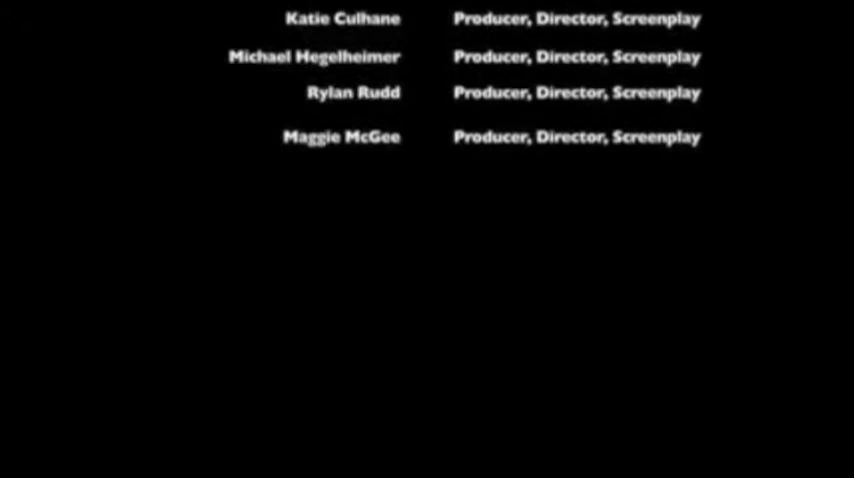 Katie Culhane Producer, Director, Screenplay
Michael Hegelheimer Producer, Director, Screenplay
Rylan Rudd Producer, Director, Screenplay
Maggie McGee Producer, Director, Screenplay